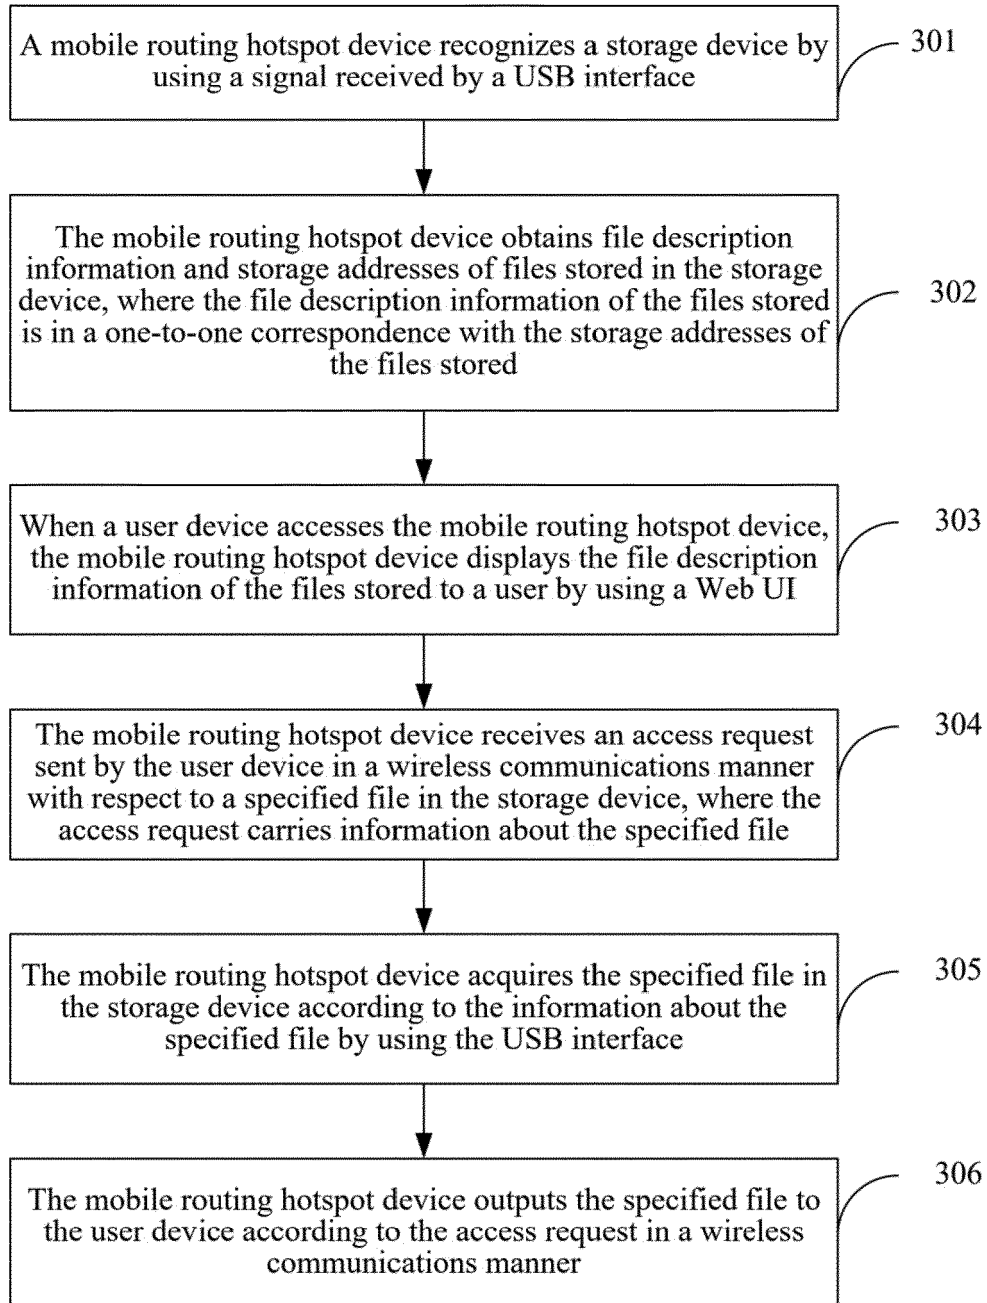 A mobile routing hotspot device recognizes a storage device by
using a signal received by a USB interface
301
The mobile routing hotspot device obtains file description
information and storage addresses of files stored in the storage
device, where the file description information of the files stored
is in a one-to-one correspondence with the storage addresses of
the files stored
302
When a user device accesses the mobile routing hotspot device,
the mobile routing hotspot device displays the file description
information of the files stored to a user by using a Web UI
303
The mobile routing hotspot device receives an access request
sent by the user device in a wireless communications manner
with respect to a specified file in the storage device, where the
access request carries information about the specified file
304
The mobile routing hotspot device acquires the specified file in
the storage device according to the information about the
specified file by using the USB interface
305
The mobile routing hotspot device outputs the specified file to
the user device according to the access request in a wireless
communications manner
306